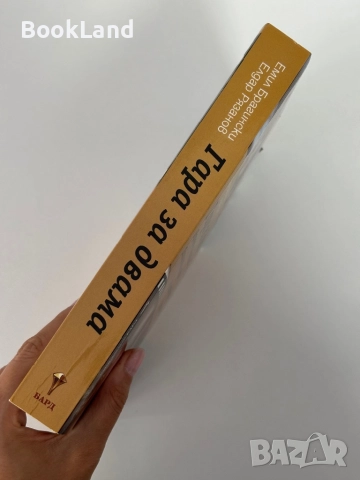 BookLand
Емил Брагински
Елдар Рязанов
Гара за двама
БАРД
BAZAR